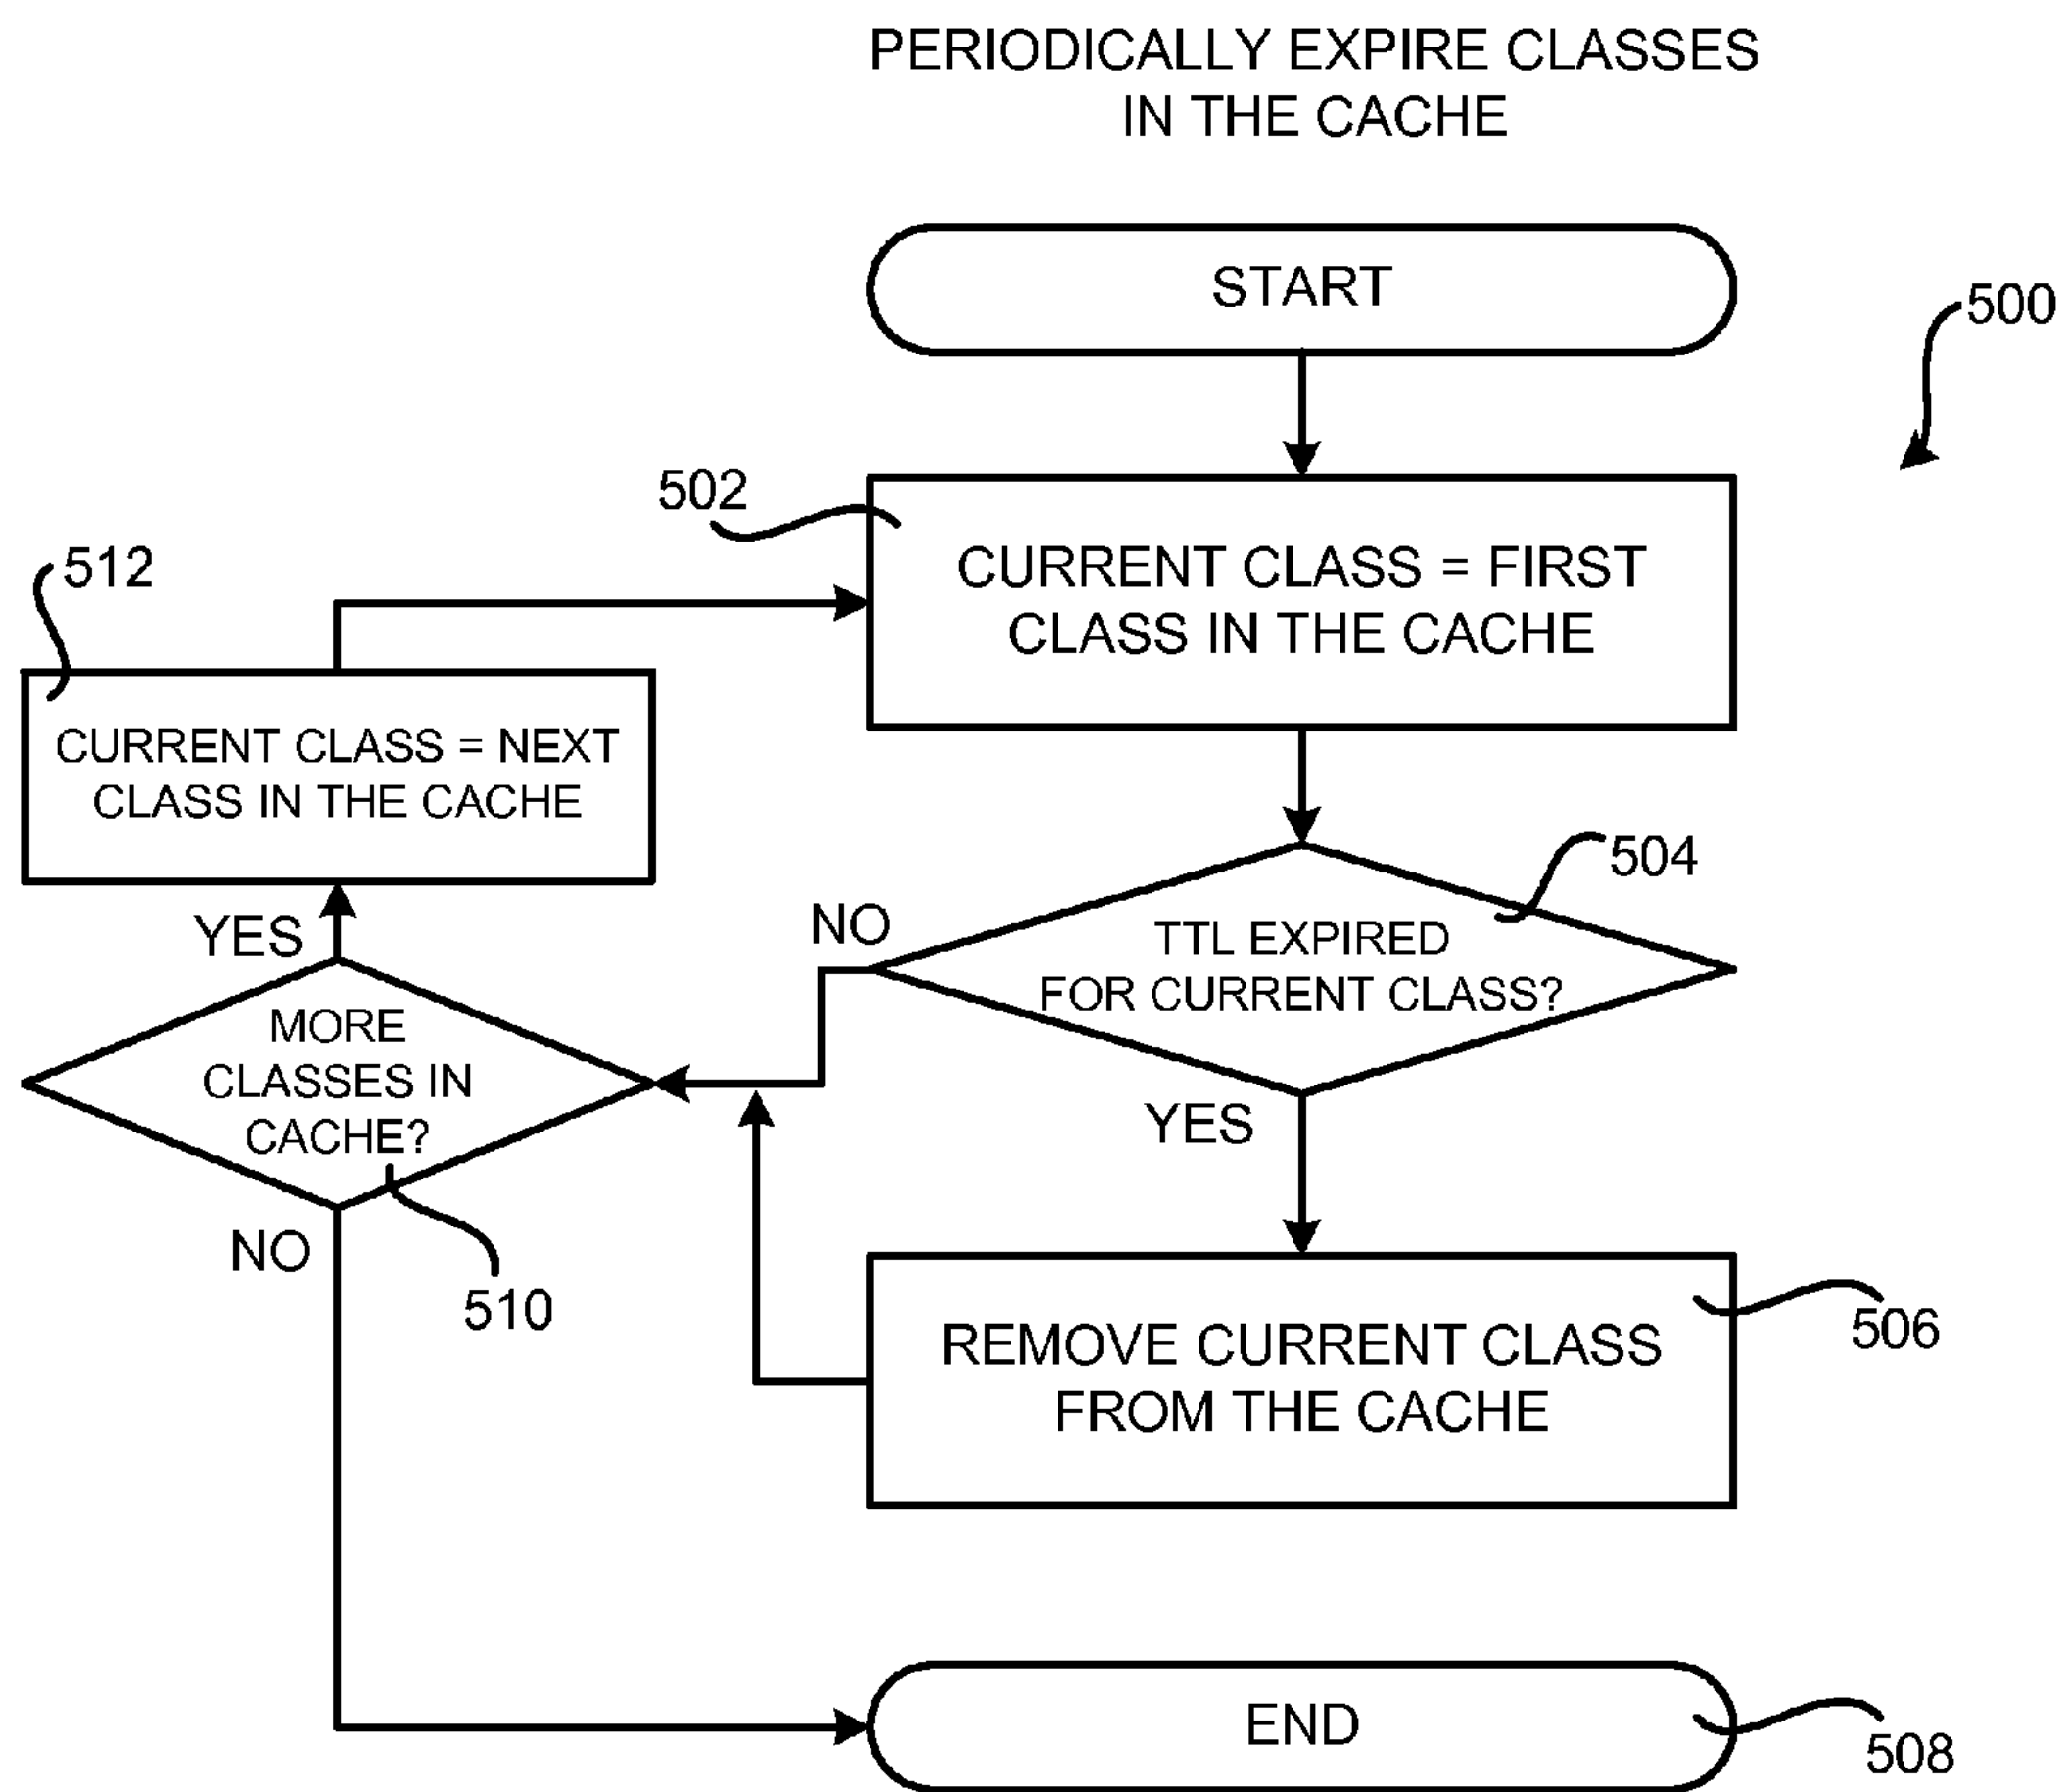 PERIODICALLY EXPIRE CLASSES
IN THE CACHE
START
500
502
CURRENT CLASS = FIRST
CLASS IN THE CACHE
512
CURRENT CLASS = NEXT
CLASS IN THE CACHE
504
NO
TTL EXPIRED
FOR CURRENT CLASS?
YES
MORE
CLASSES IN
CACHE?
YES
NO
510
506
REMOVE CURRENT CLASS
FROM THE CACHE
END
508